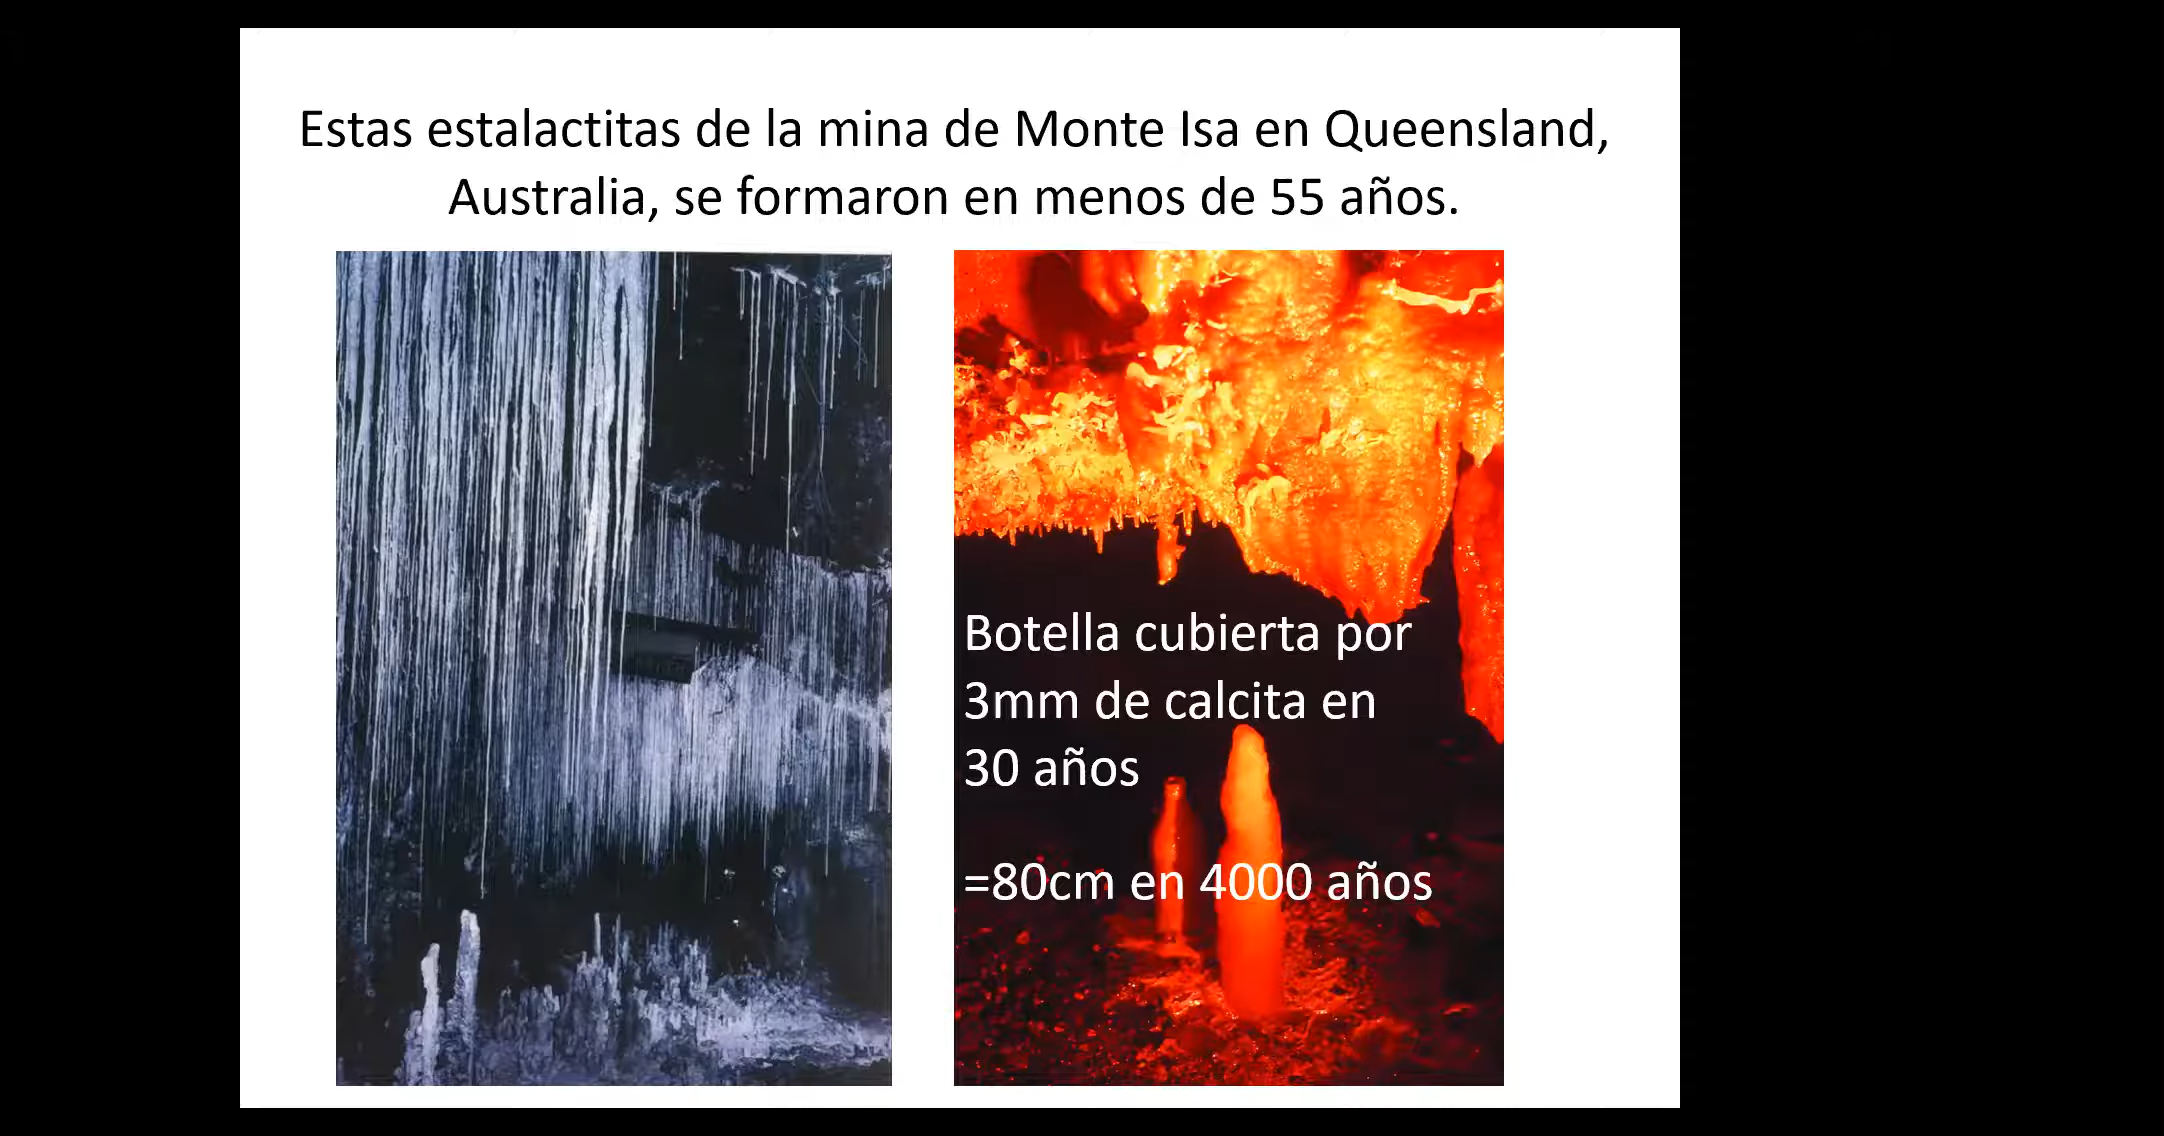 Estas estalactitas de la mina de Monte Isa en Queensland,
Australia, se formaron en menos de 55 años.
Botella cubierta por
3mm de calcita en
30 años
=80cm en 4000 años